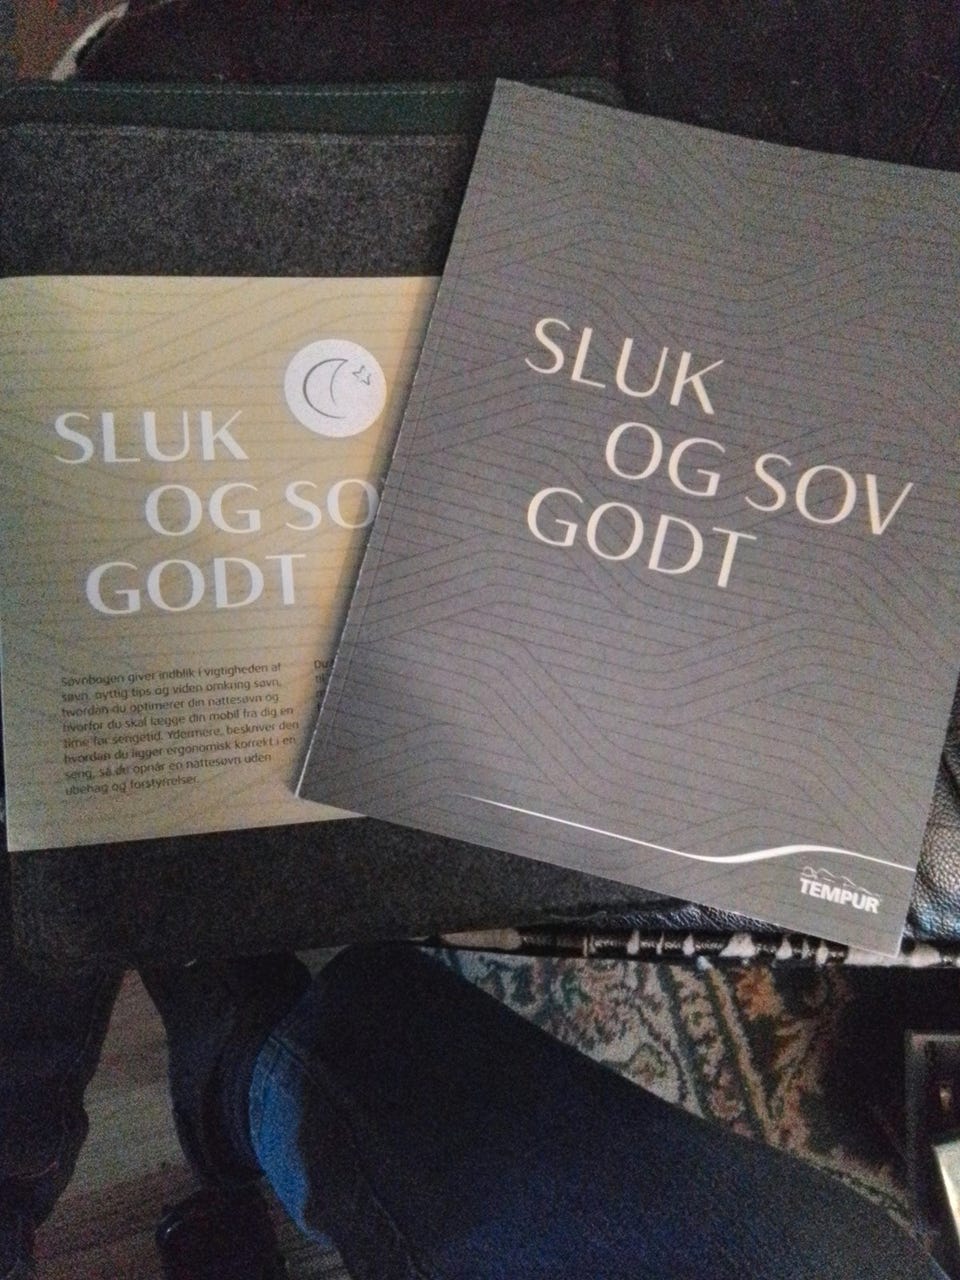 SLUK
OG SO
GODT
Søvnbogen giver indblik i vigtigheden af
søvn, nyttig tips og viden omkring søvn,
hvordan du optimerer din nattesøvn og
hvorfor du skal lægge din mobil fra dig en
time før sengetid. Ydermere, beskriver den
hvordan du ligger ergonomisk korrekt i en
seng, så du opnår en nattesøvn uden
ubehag og forstyrrelser.
Du
SLUK
OG SOV
GODT
TEMPUR